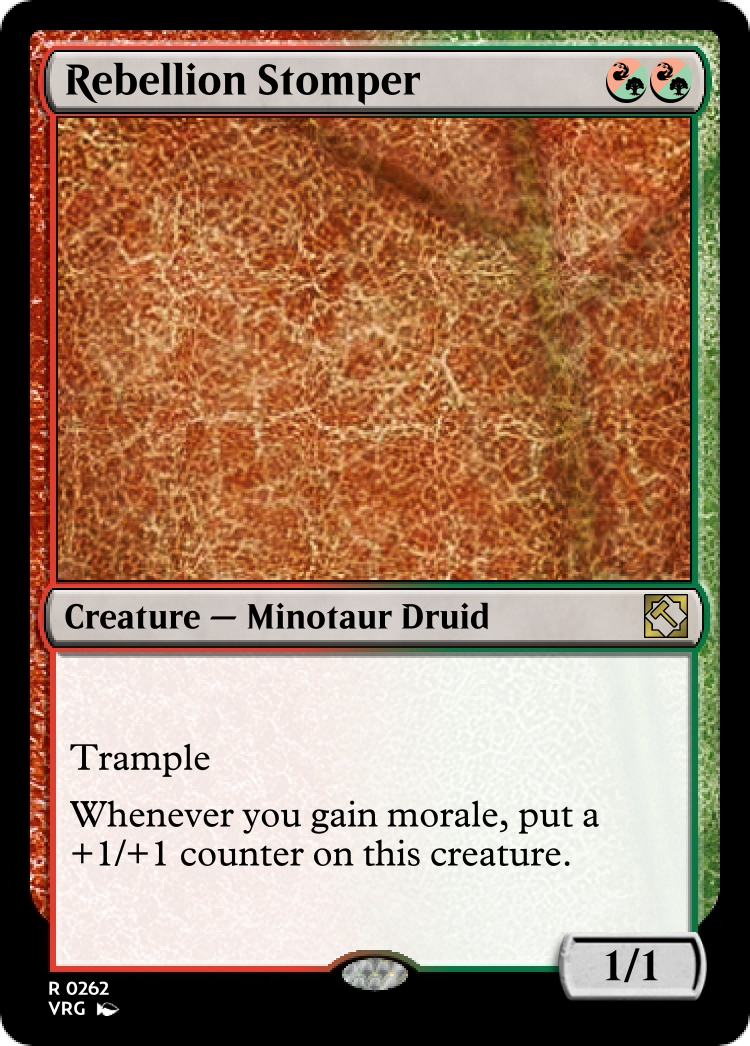 Rebellion Stomper
Creature — Minotaur Druid
Trample
Whenever you gain morale, put a
+1/+1 counter on this creature.
1/1
R 0262
VRG